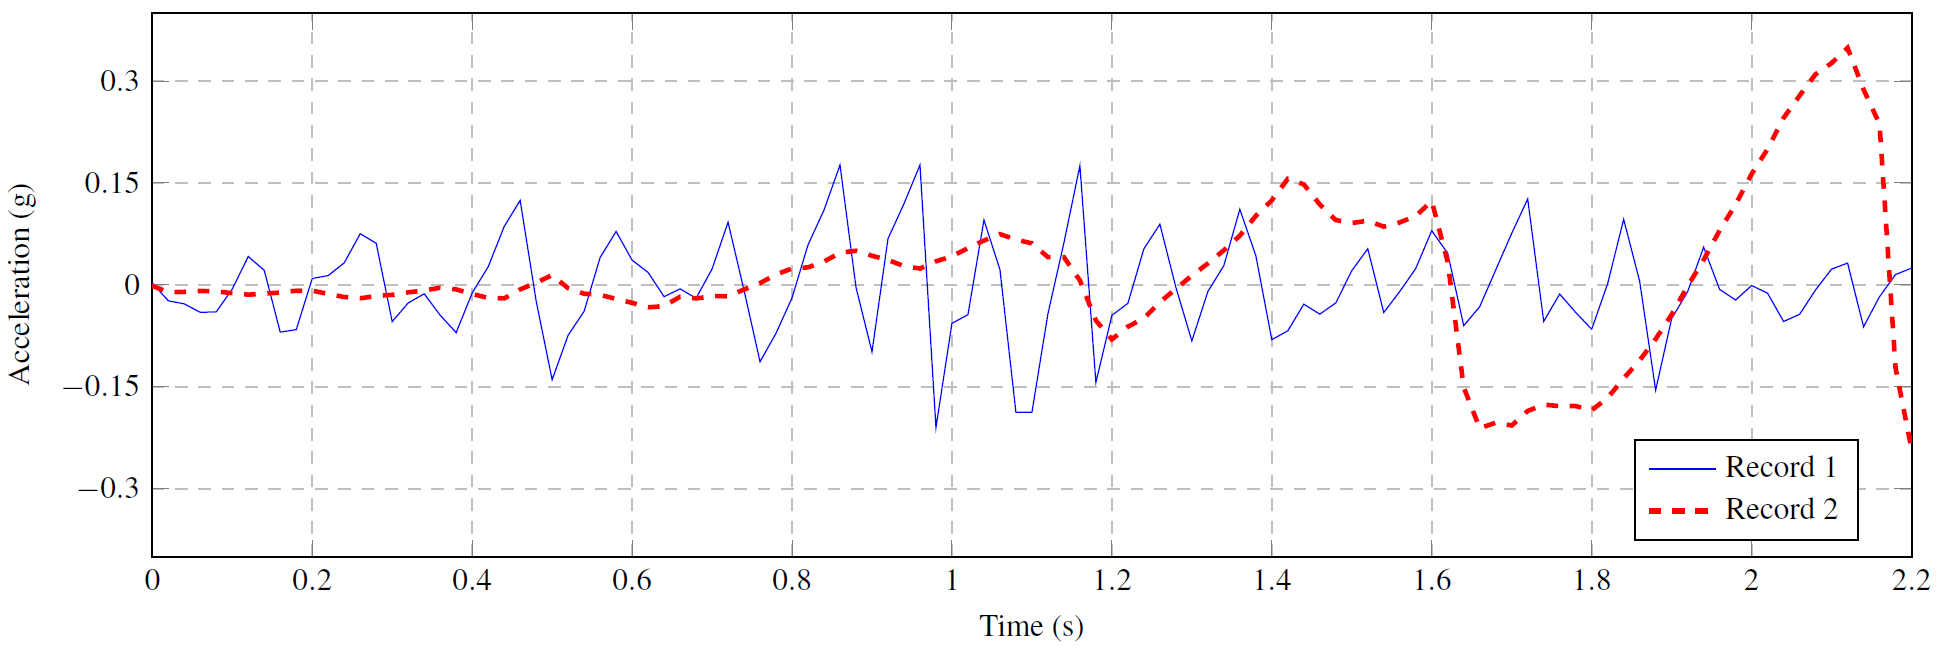 0.3
0.15
0
−0.15
−0.3
Acceleration (g)
0 0.2 0.4 0.6 0.8 1 1.2 1.4 1.6 1.8 2 2.2
Time (s)
Record 1
Record 2